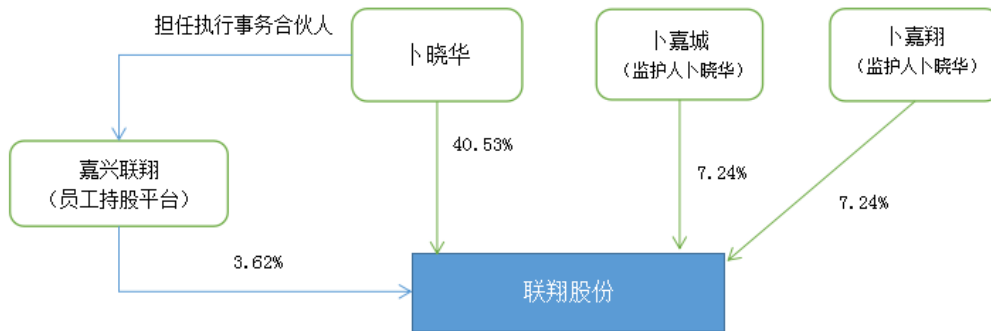 担任执行事务合伙人
卜晓华
卜嘉城
（监护人卜晓华）
卜嘉翔
（监护人卜晓华）
嘉兴联翔
（员工持股平台）
40.53%
7.24%
7.24%
3.62%
联翔股份